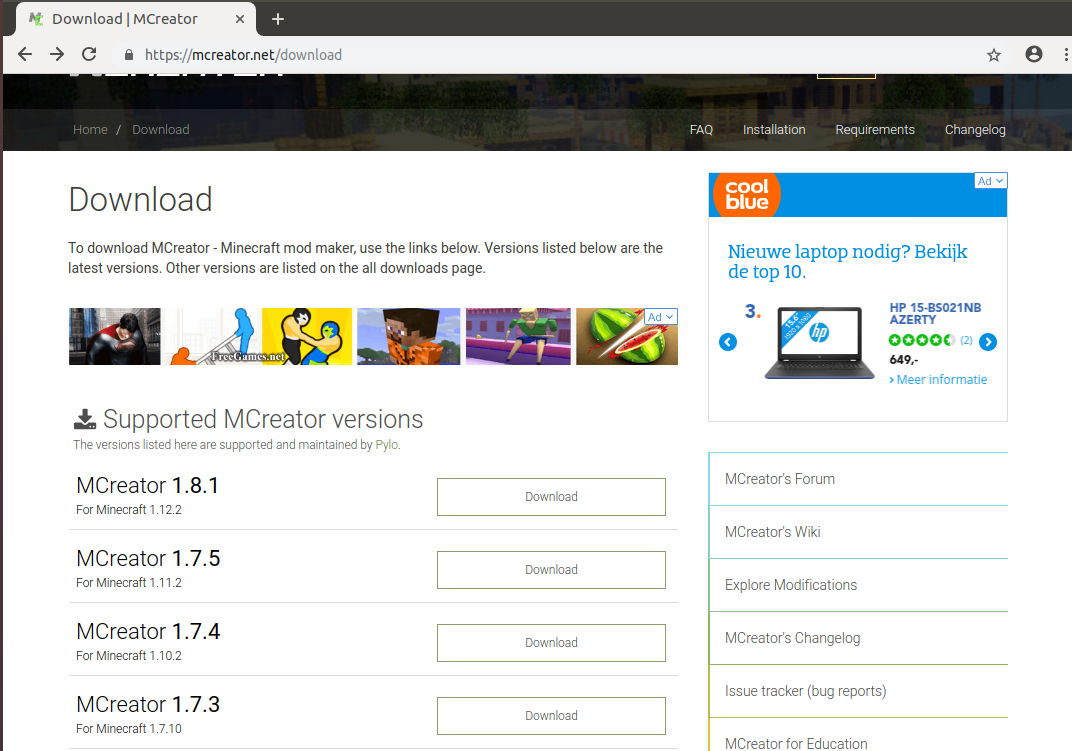 Download | MCreator
https://mcreator.net/download
Home / Download
FAQ Installation Requirements Changelog
Download
To download MCreator - Minecraft mod maker, use the links below. Versions listed below are the
latest versions. Other versions are listed on the all downloads page.
FreeGames.net
Ad
Supported MCreator versions
The versions listed here are supported and maintained by Pylo.
MCreator 1.8.1
For Minecraft 1.12.2
Download
MCreator 1.7.5
For Minecraft 1.11.2
Download
MCreator 1.7.4
For Minecraft 1.10.2
Download
MCreator 1.7.3
For Minecraft 1.7.10
Download
Ad
cool
blue
Nieuwe laptop nodig? Bekijk
de top 10.
3.
15.6"
1920 x 1080
hp
HP 15-BS021NB
AZERTY
(2)
649,-
Meer informatie
MCreator's Forum
MCreator's Wiki
Explore Modifications
MCreator's Changelog
Issue tracker (bug reports)
MCreator for Education